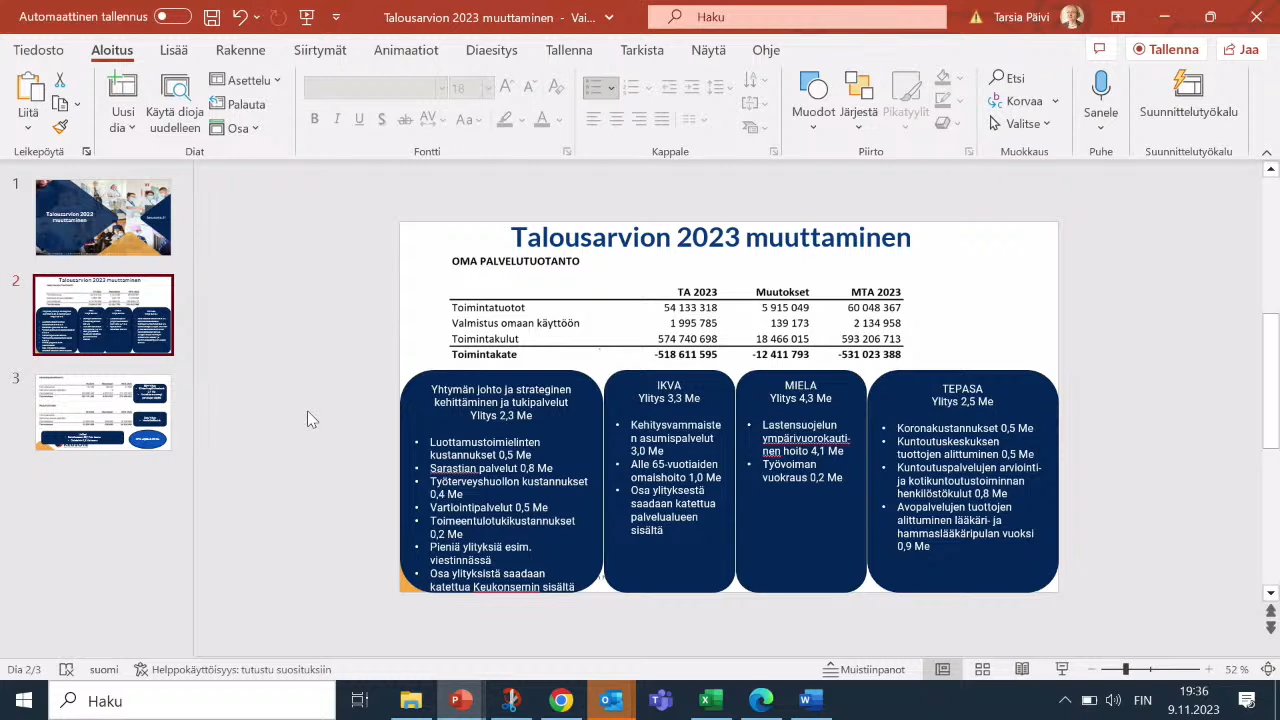 Automaattinen tallennus
Talousarvion 2023 muuttaminen - Vai...
Haku
Tarsia Päivi
Tiedosto Aloitus Lisää Rakenne Siirtymät Animaatiot Diaesitys Tallenna Tarkista Näytä Ohje
Tallenna
Jaa
Liitä
Uusi
dia
Käytä dioja
uudelleen
Asettelu
Palauta
Osa
Muodot
Järjestä
Pikatyylit
Etsi
Korvaa
Valitse
Sanele
Suunnittelutyökalu
Leikepöytä Diat Fontti Kappale Piirto Muokkaus Puhe Suunnittelutyökalu
1
Talousarvion 2023
muuttaminen
2
Talousarvion 2023 muuttaminen
3
Talousarvion 2023 muuttaminen
OMA PALVELUTUOTANTO
TA 2023 Muutokset MTA 2023
Toimintatuotot 54 133 318 5 915 049 60 048 367
Valmistus omaan käyttöön 1 995 785 139 173 2 134 958
Toimintakulut -574 740 698 18 466 015 593 206 713
Toimintakate -518 611 595 -12 411 793 -531 023 388
Yhtymän johto ja strateginen
kehittäminen ja tukipalvelut
Ylitys 2,3 Me
• Luottamustoimielinten
kustannukset 0,5 Me
• Sarastian palvelut 0,8 Me
• Työterveyshuollon kustannukset
0,4 Me
• Vartiointipalvelut 0,5 Me
• Toimeentulotukikustannukset
0,2 Me
• Pieniä ylityksiä esim.
viestinnässä
• Osa ylityksistä saadaan
katettua Keukonsernin sisältä
IKVA
Ylitys 3,3 Me
• Kehitysvammaiste
n asumispalvelut
3,0 Me
• Alle 65-vuotiaiden
omaishoito 1,0 Me
• Osa ylityksestä
saadaan katettua
palvelualueen
sisältä
MIELA
Ylitys 4,3 Me
• Lastensuojelun
ympärivuorokauti-
nen hoito 4,1 Me
• Työvoiman
vuokraus 0,2 Me
TEPASA
Ylitys 2,5 Me
• Koronakustannukset 0,5 Me
• Kuntoutuskeskuksen
tuottojen alittuminen 0,5 Me
• Kuntoutuspalvelujen arviointi-
ja kotikuntoutustoiminnan
henkilöstökulut 0,8 Me
• Avopalvelujen tuottojen
alittuminen lääkäri- ja
hammaslääkäripulan vuoksi
0,9 Me
Dia 2/3 suomi Helppokäyttöisyys: tutustu suosituksiin Muistiinpanot 52 %
Haku
FIN
19:36
9.11.2023